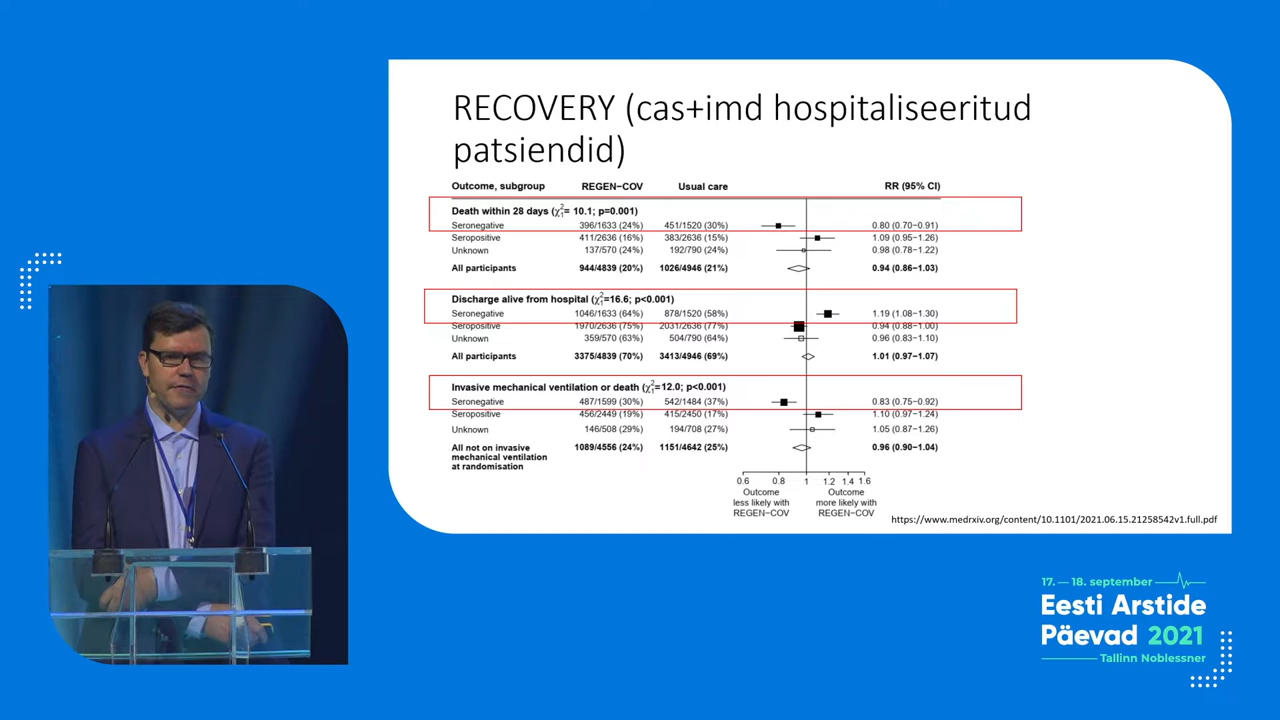 RECOVERY (cas+imd hospitaliseeritud
patsiendid)
Outcome, subgroup REGEN−COV Usual care RR (95% CI)
Death within 28 days (χ²₁= 10.1; p=0.001)
Seronegative 396/1633 (24%) 451/1520 (30%) 0.80 (0.70−0.91)
Seropositive 411/2636 (16%) 383/2636 (15%) 1.09 (0.95−1.26)
Unknown 137/570 (24%) 192/790 (24%) 0.98 (0.78−1.22)
All participants 944/4839 (20%) 1026/4946 (21%) 0.94 (0.86−1.03)
Discharge alive from hospital (χ²₁=16.6; p<0.001)
Seronegative 1046/1633 (64%) 878/1520 (58%) 1.19 (1.08−1.30)
Seropositive 1970/2636 (75%) 2031/2636 (77%) 0.94 (0.88−1.00)
Unknown 359/570 (63%) 504/790 (64%) 0.96 (0.83−1.10)
All participants 3375/4839 (70%) 3413/4946 (69%) 1.01 (0.97−1.07)
Invasive mechanical ventilation or death (χ²₁=12.0; p<0.001)
Seronegative 487/1599 (30%) 542/1484 (37%) 0.83 (0.75−0.92)
Seropositive 456/2449 (19%) 415/2450 (17%) 1.10 (0.97−1.24)
Unknown 146/508 (29%) 194/708 (27%) 1.05 (0.87−1.26)
All not on invasive 1089/4556 (24%) 1151/4642 (25%) 0.96 (0.90−1.04)
mechanical ventilation
at randomisation
0.6 0.8 1 1.2 1.4 1.6
Outcome Outcome
less likely with more likely with
REGEN−COV REGEN−COV
https://www.medrxiv.org/content/10.1101/2021.06.15.21258542v1.full.pdf
17. — 18. september
Eesti Arstide
Päevad 2021
Tallinn Noblessner